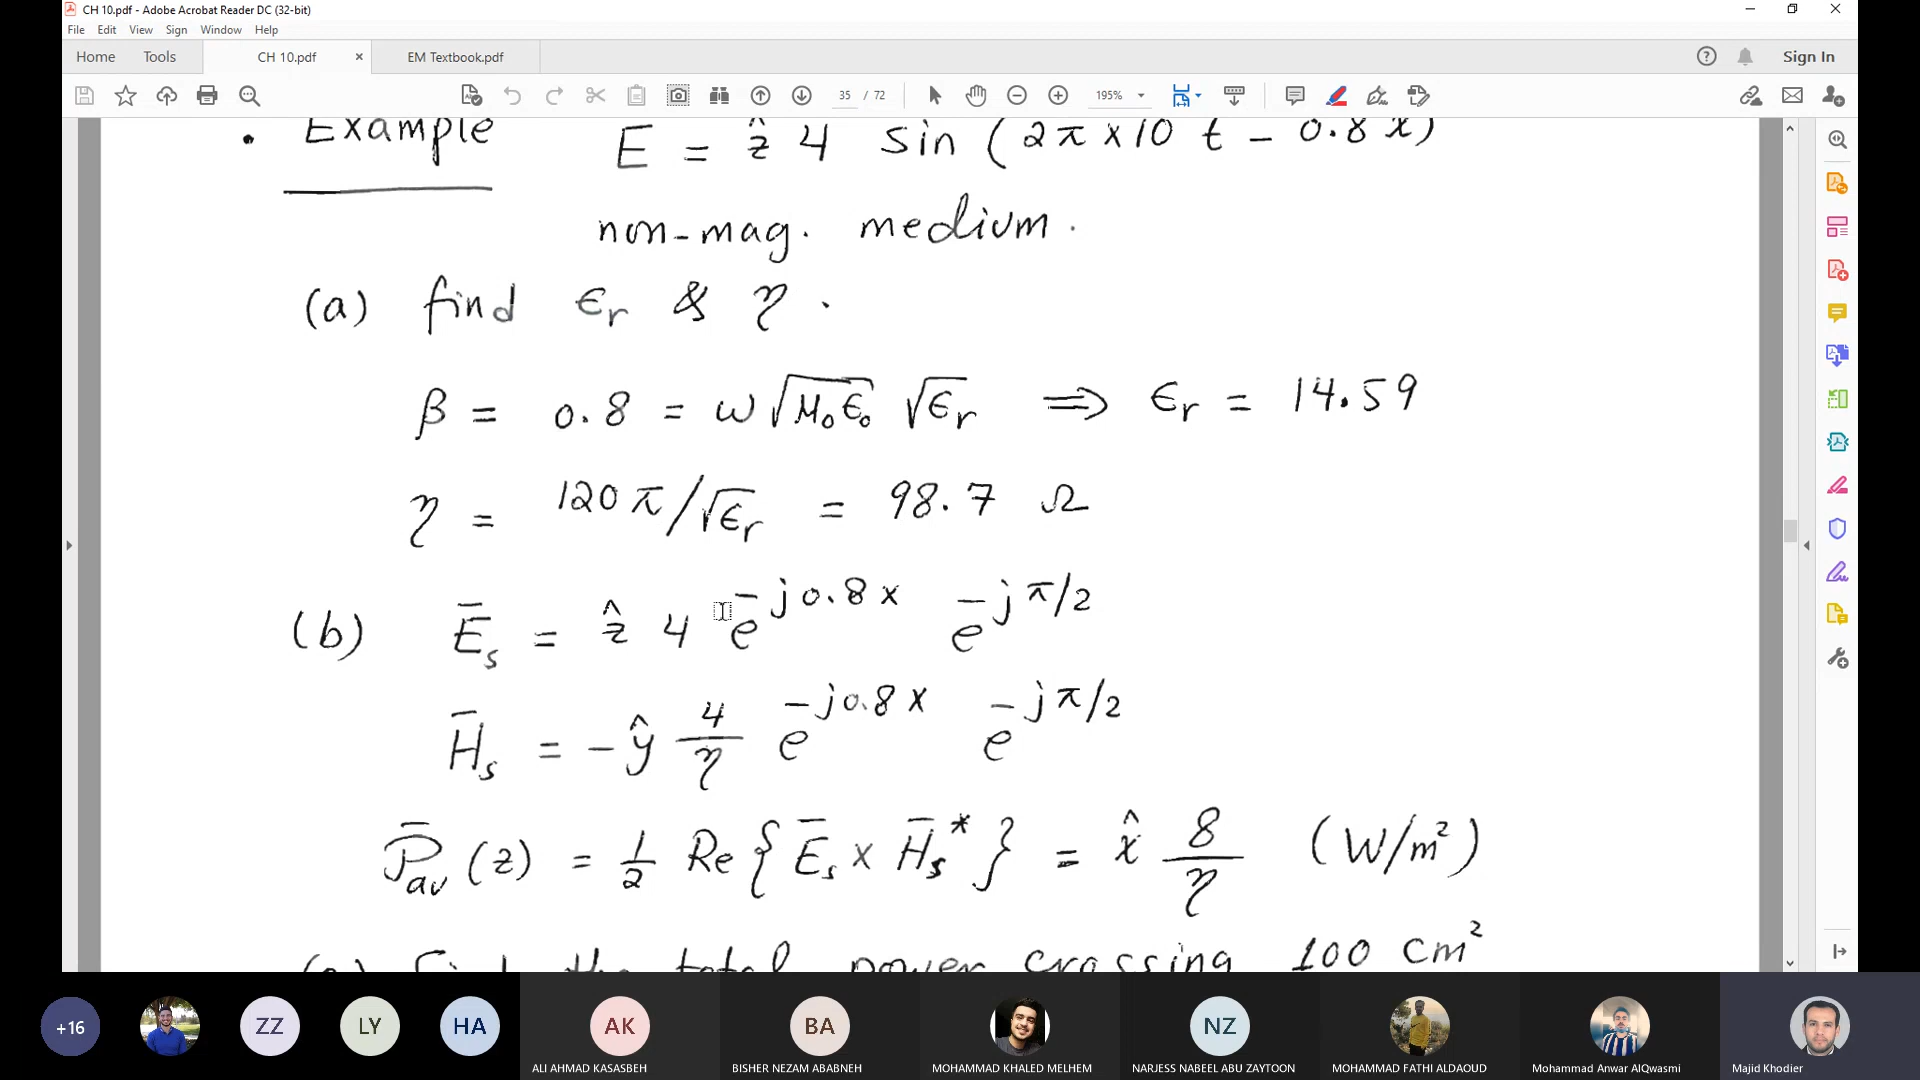 CH 10.pdf - Adobe Acrobat Reader DC (32-bit)
File Edit View Sign Window Help
Home Tools CH 10.pdf × EM Textbook.pdf Sign In
35 / 72 195%
• Example E = ẑ 4 sin (2π×10 t – 0.8 x)
non-mag. medium.
(a) find ϵr & η .
β = 0.8 = ω √μ₀ϵ₀ √ϵr ⟹ ϵr = 14.59
η = 120 π/√ϵr = 98.7 Ω
(b) Ēs = ẑ 4 e^-j0.8x e^-jπ/2
H̄s = - ŷ 4/η e^-j0.8x e^-jπ/2
P̄av (z) = 1/2 Re { Ēs × H̄s* } = x̂ 8/η (W/m²)
the total power crossing 100 cm²
+16 ZZ LY HA AK BA NZ
ALI AHMAD KASASBEH BISHER NEZAM ABABNEH MOHAMMAD KHALED MELHEM NARJESS NABEEL ABU ZAYTOON MOHAMMAD FATHI ALDAOUD Mohammad Anwar AlQwasmi Majid Khodier